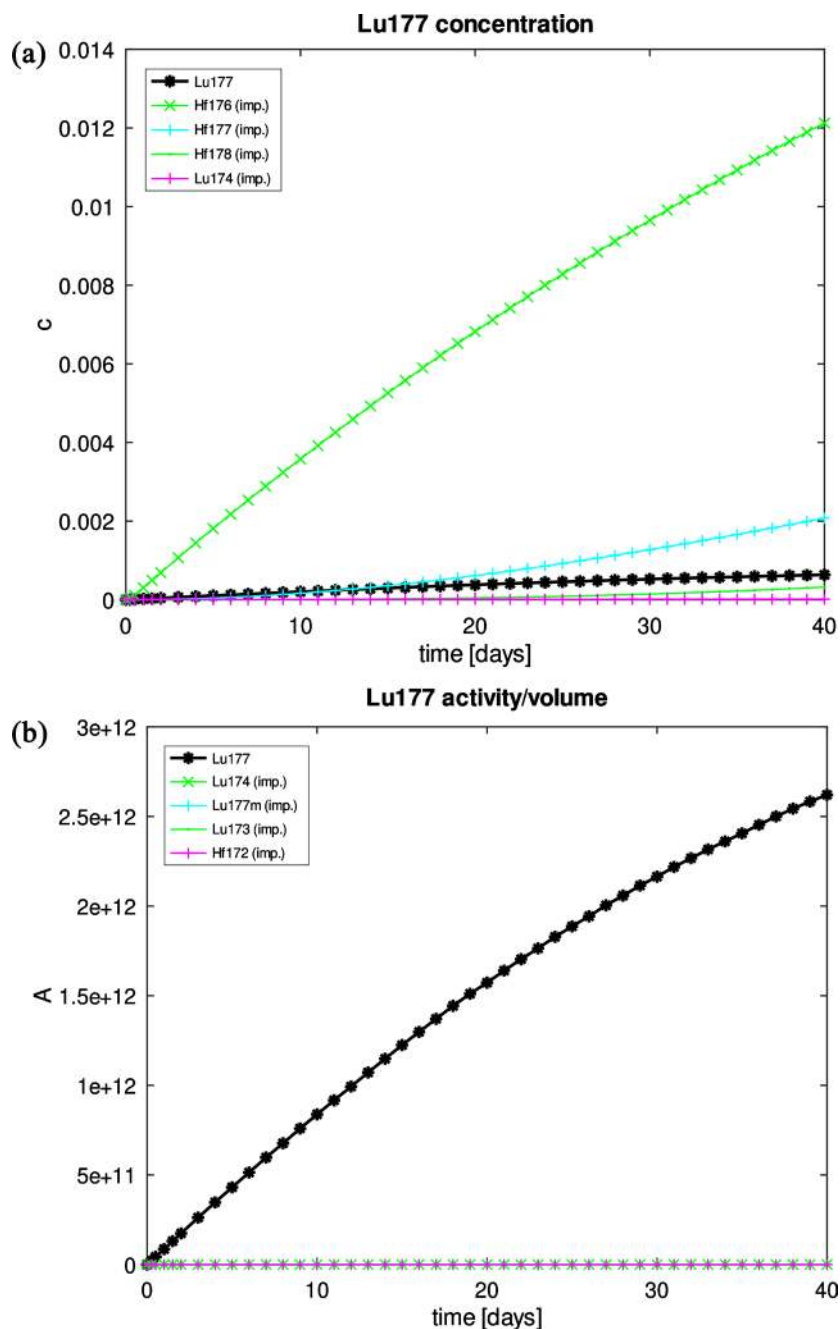 Lu177 concentration
(a)
0.014
0.012
0.01
0.008
0.006
0.004
0.002
0
c
Lu177
Hf176 (imp.)
Hf177 (imp.)
Hf178 (imp.)
Lu174 (imp.)
0 10 20 30 40
time [days]
Lu177 activity/volume
(b)
3e+12
2.5e+12
2e+12
1.5e+12
1e+12
5e+11
0
A
Lu177
Lu174 (imp.)
Lu177m (imp.)
Lu173 (imp.)
Hf172 (imp.)
0 10 20 30 40
time [days]